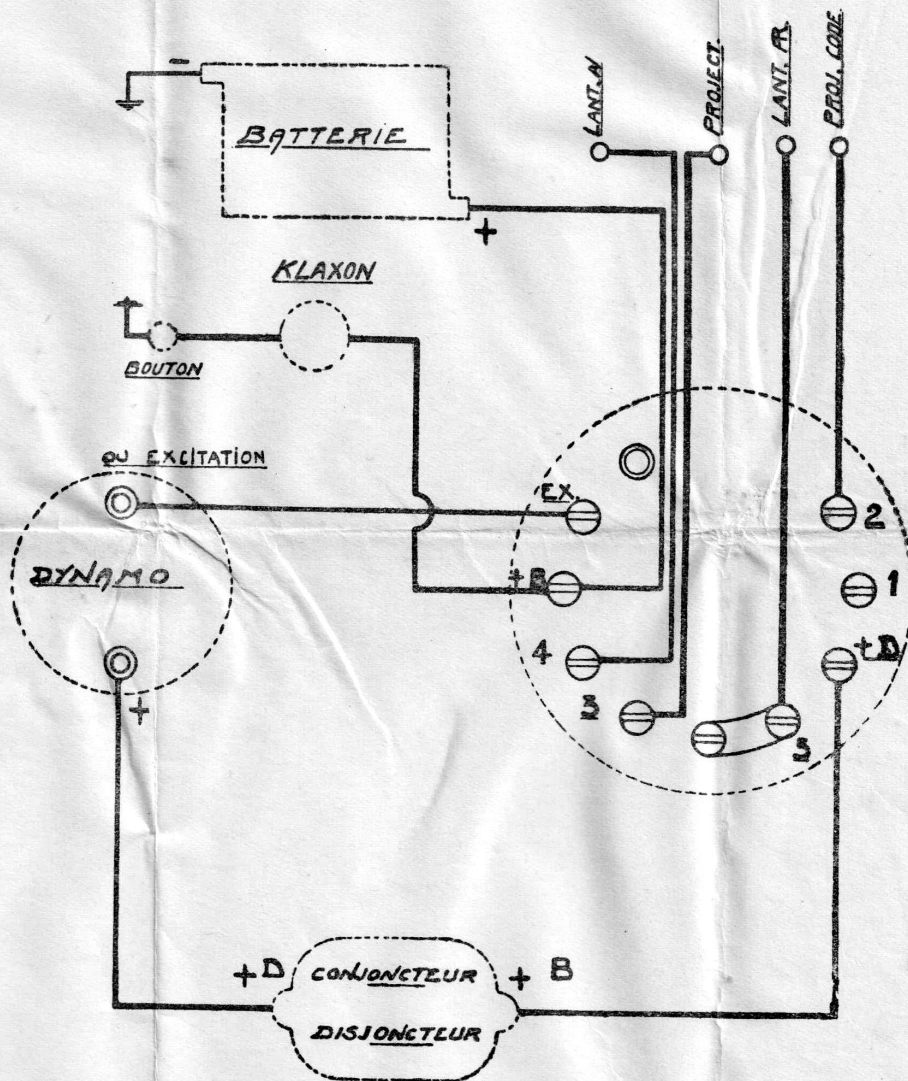 LANT. AV
PROJECT.
LANT. AR.
PROJ. CODE.
-
BATTERIE
+
KLAXON
BOUTON
OU EXCITATION
EX.
2
DYNAMO
+B
1
4
+D
3
5
+
+D
CONJONCTEUR
+ B
DISJONCTEUR